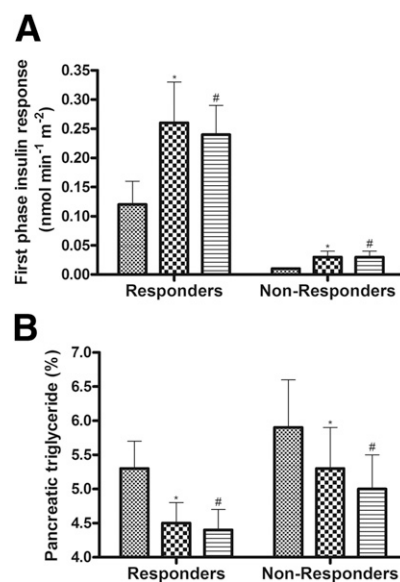 A
First phase insulin response
(nmol min⁻¹ m⁻²)
0.35
0.30
0.25
0.20
0.15
0.10
0.05
0.00
*
#
*
#
Responders
Non-Responders
B
Pancreatic triglyceride (%)
7.0
6.5
6.0
5.5
5.0
4.5
4.0
*
#
*
#
Responders
Non-Responders